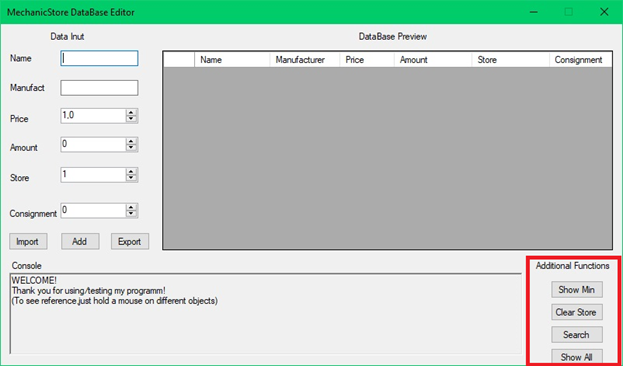 MechanicStore DataBase Editor
Data Inut
DataBase Preview
Name
Name Manufacturer Price Amount Store Consignment
Manufact
Price 1,0
Amount 0
Store 1
Consignment 0
Import Add Export
Console
Additional Functions
WELCOME!
Thank you for using/testing my programm!
(To see reference,just hold a mouse on different objects)
Show Min
Clear Store
Search
Show All